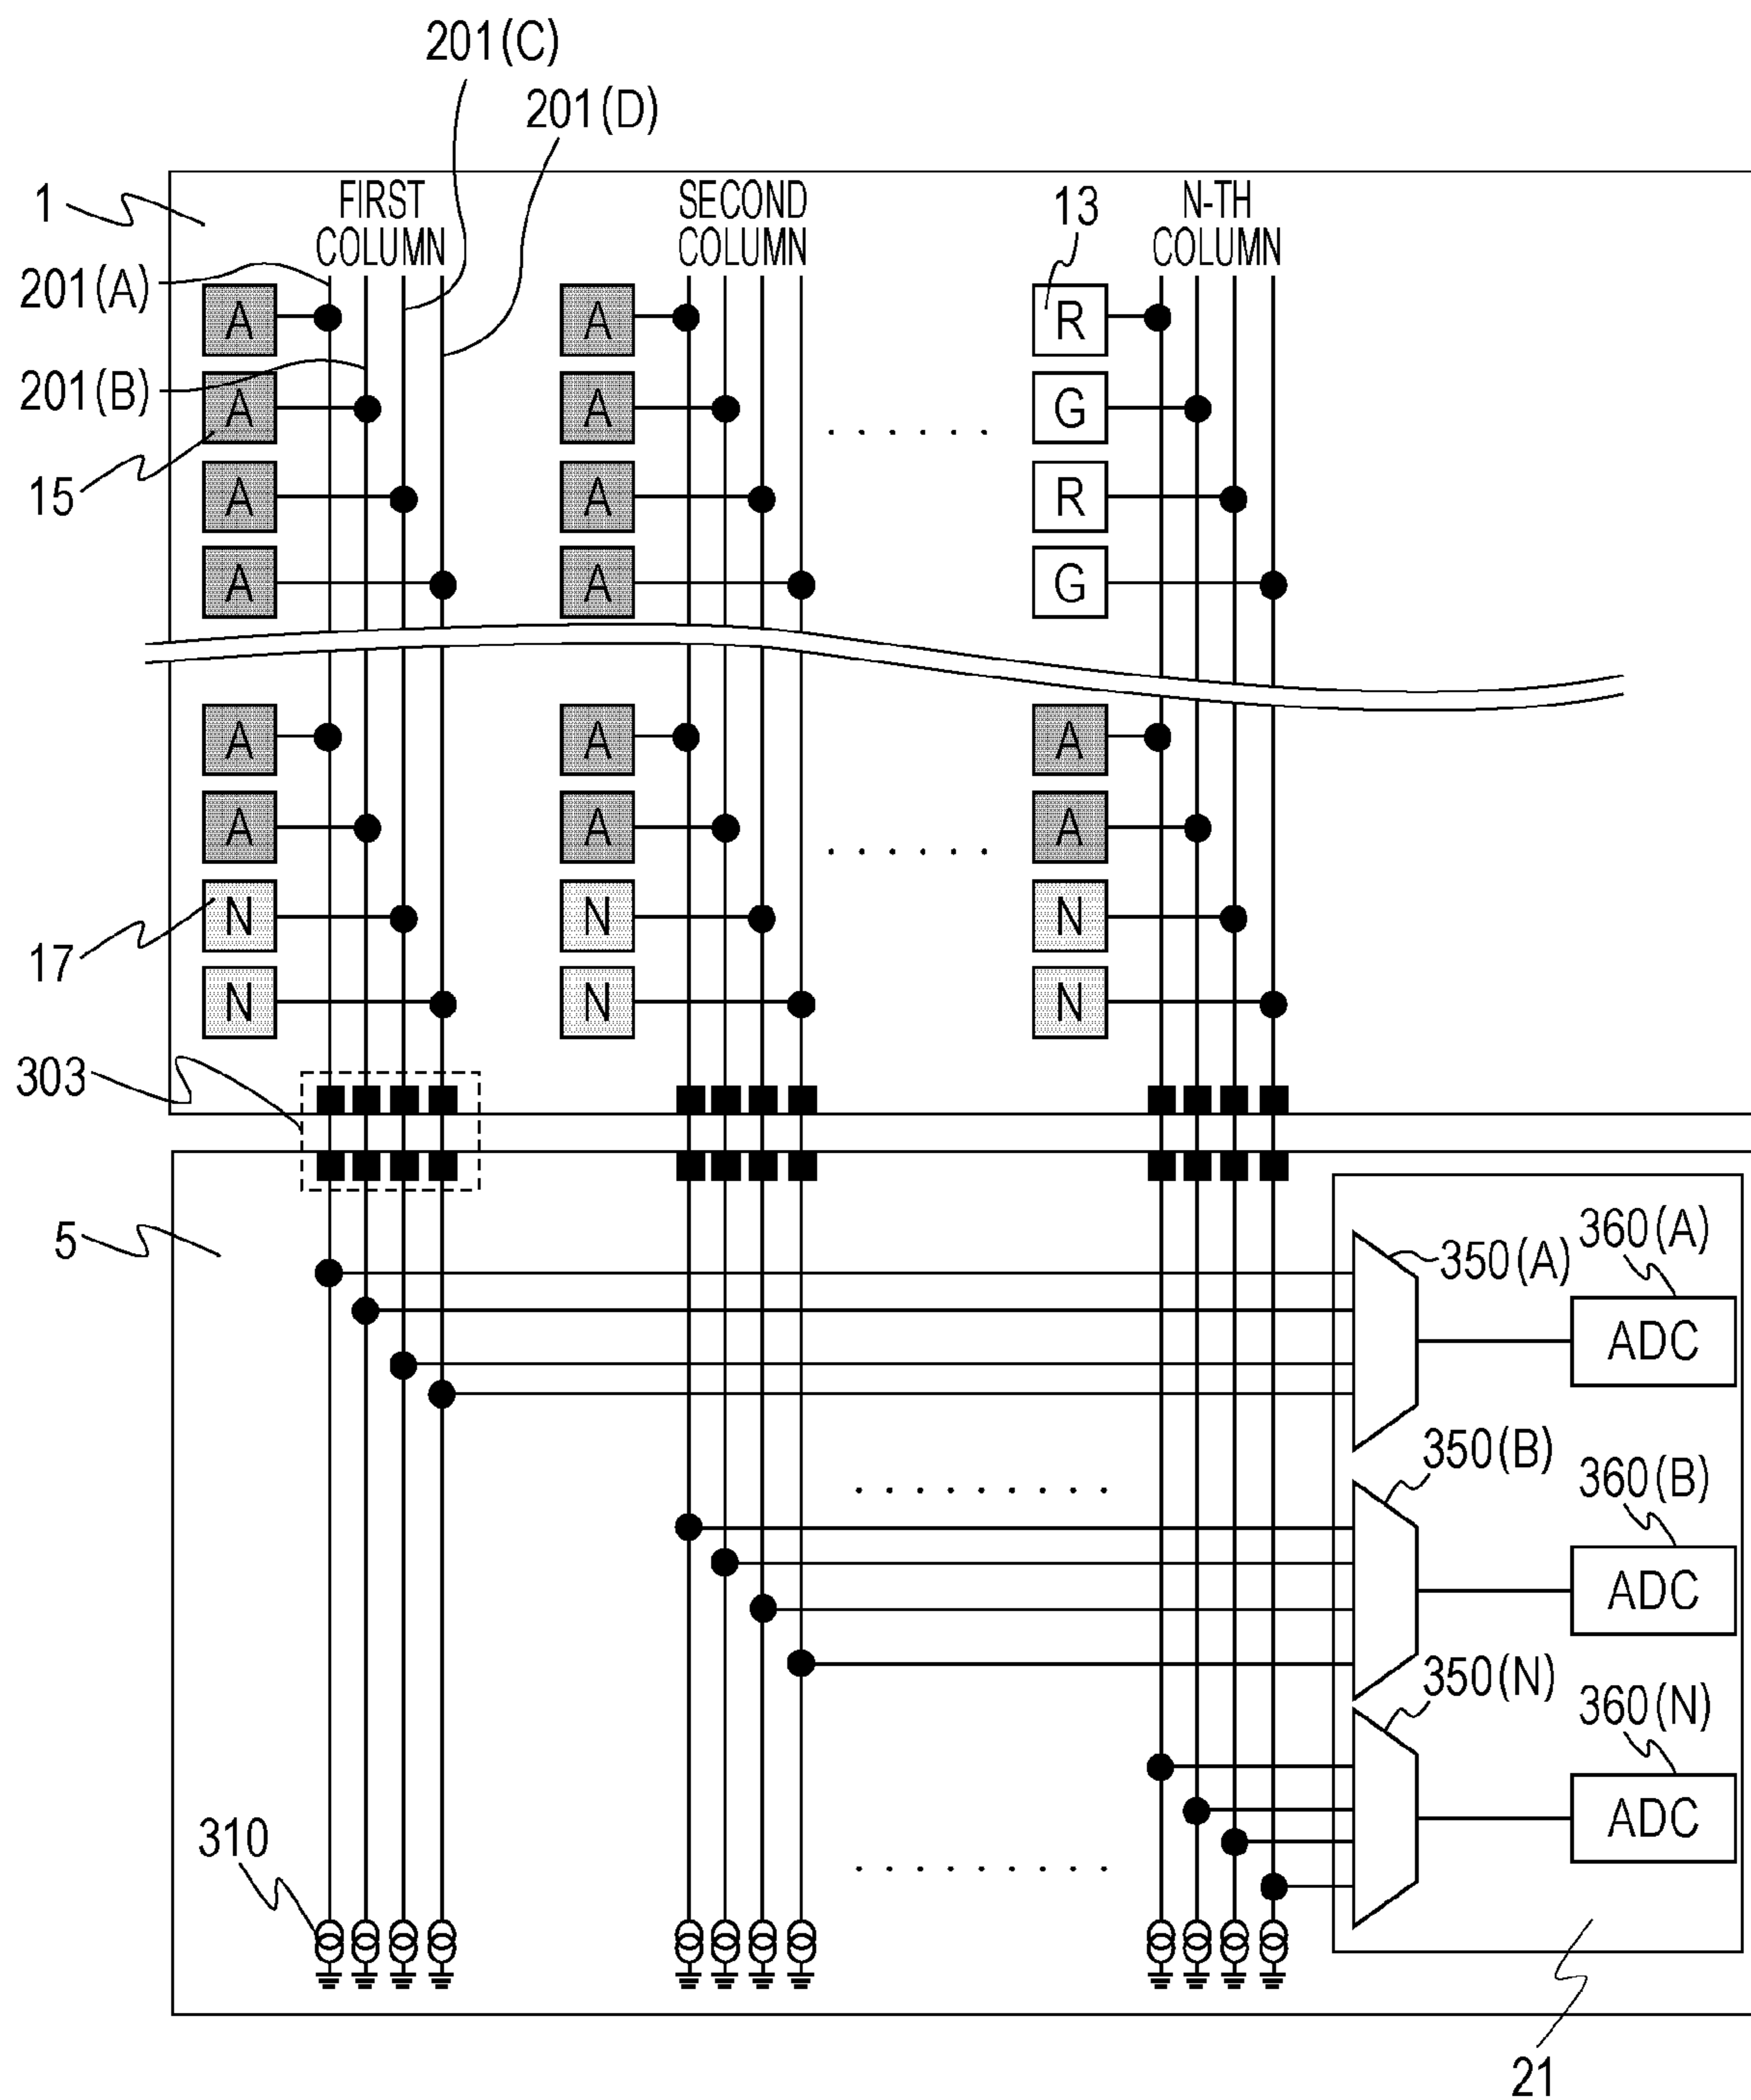 201(C)
201(D)
1
FIRST COLUMN
SECOND COLUMN
13
N-TH COLUMN
201(A)
A
A
R
201(B)
A
A
G
15
A
A
R
A
A
G
A
A
A
A
A
A
17
N
N
N
N
N
N
303
5
350(A)
360(A)
ADC
350(B)
360(B)
ADC
350(N)
360(N)
ADC
310
21